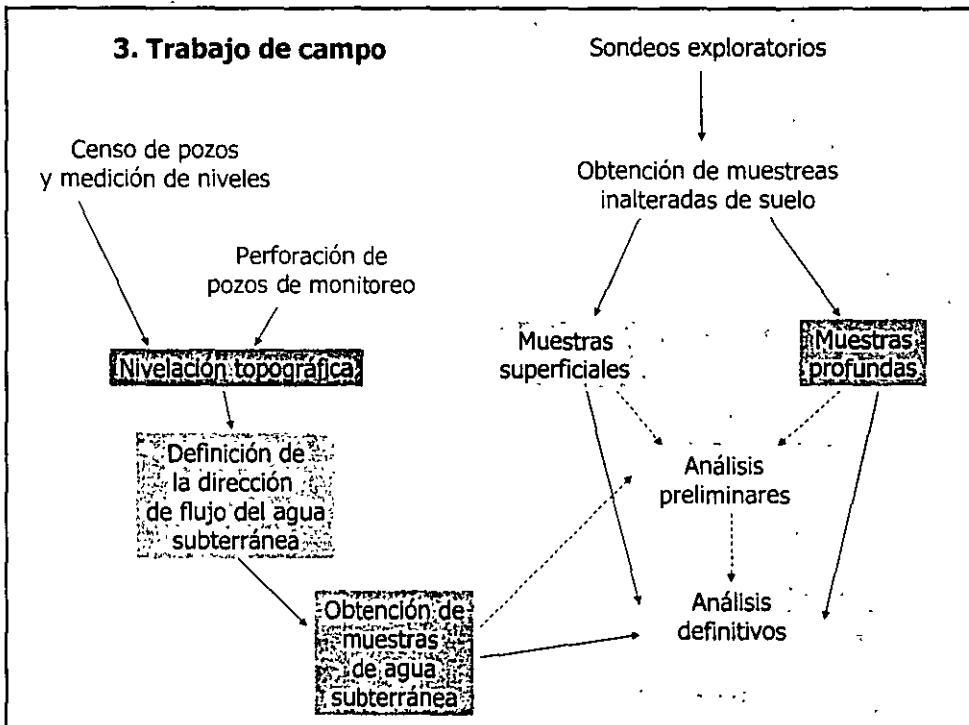 3. Trabajo de campo
Sondeos exploratorios
Censo de pozos
y medición de niveles
Obtención de muestreas
inalteradas de suelo
Perforación de
pozos de monitoreo
Nivelación topográfica
Muestras
superficiales
Muestras
profundas
Definición de
la dirección
de flujo del agua
subterránea
Análisis
preliminares
Obtención de
muestras
de agua
subterránea
Análisis
definitivos